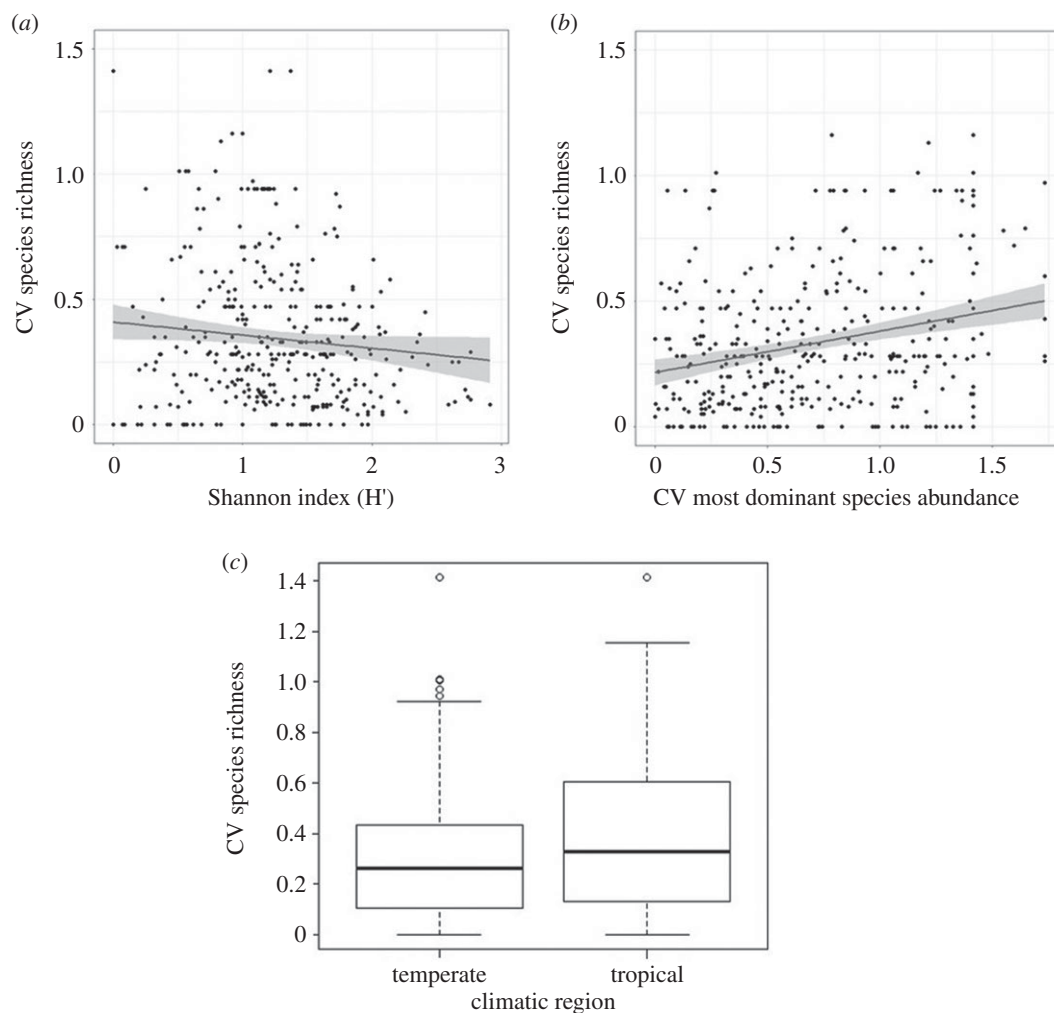 (a)
1.5
1.0
0.5
0
CV species richness
0 1 2 3
Shannon index (H')
(b)
1.5
1.0
0.5
0
CV species richness
0 0.5 1.0 1.5
CV most dominant species abundance
(c)
1.4
1.2
1.0
0.8
0.6
0.4
0.2
0
CV species richness
temperate tropical
climatic region